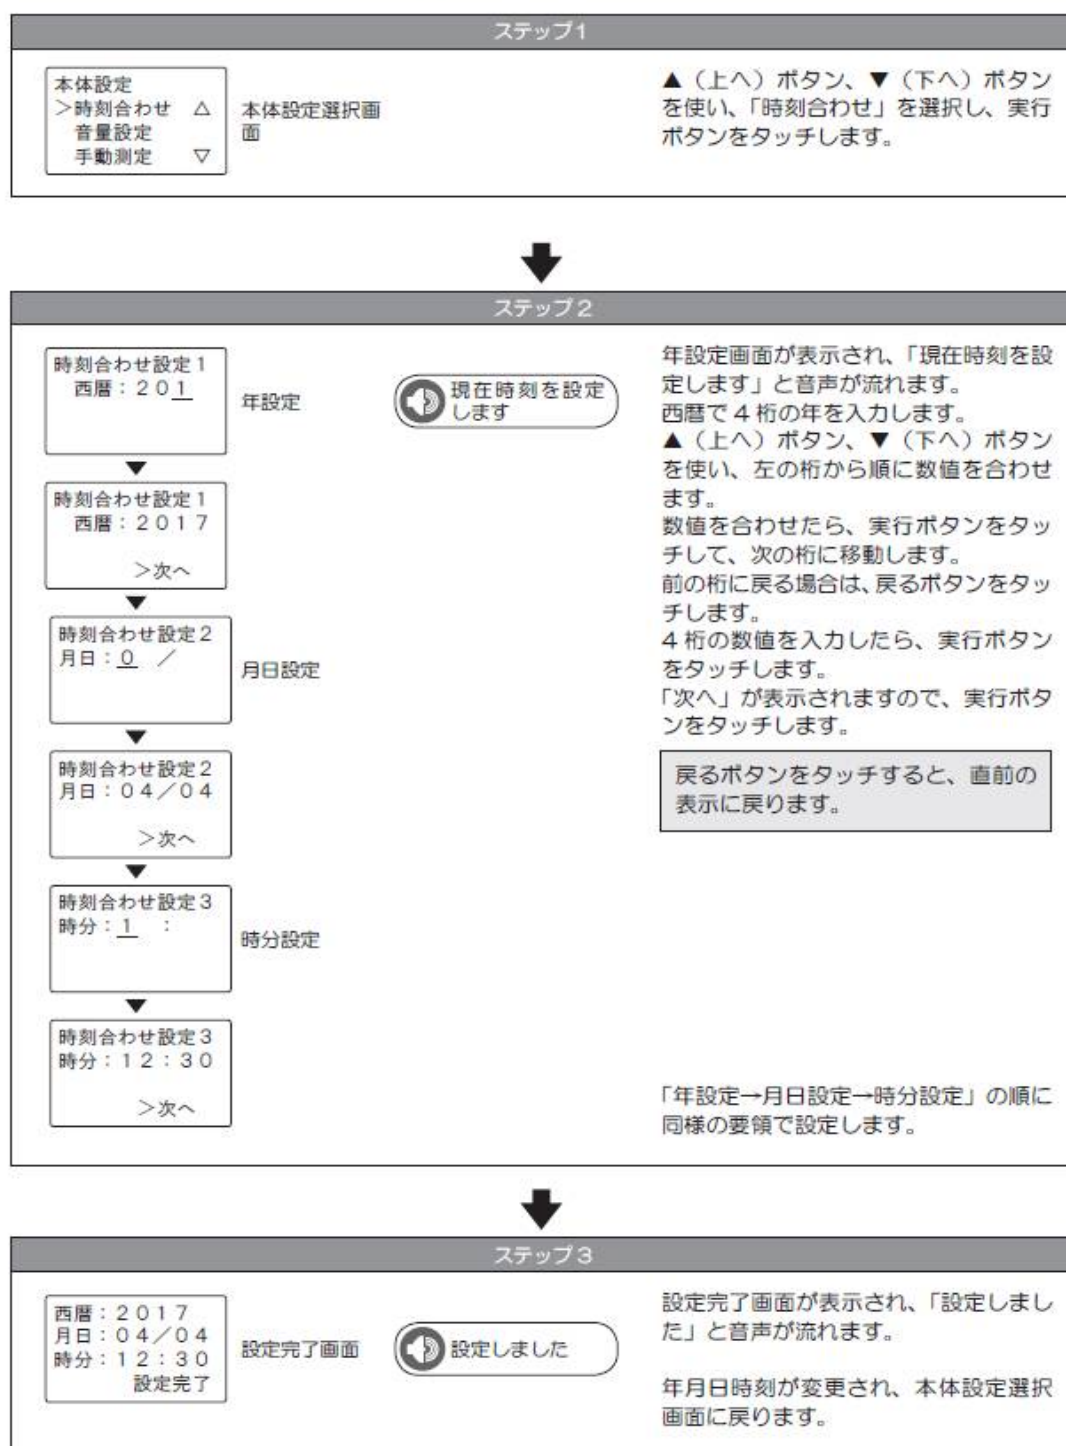 ステップ1
本体設定
＞時刻合わせ △
音量設定
手動測定 ▽
本体設定選択画
面
▲（上へ）ボタン、▼（下へ）ボタン
を使い、「時刻合わせ」を選択し、実行
ボタンをタッチします。
ステップ2
時刻合わせ設定１
西暦：２０１
年設定
現在時刻を設定
します
▼
時刻合わせ設定１
西暦：２０１７
＞次へ
▼
時刻合わせ設定２
月日：０ ／
月日設定
▼
時刻合わせ設定２
月日：０４／０４
＞次へ
▼
時刻合わせ設定３
時分：１ ：
時分設定
▼
時刻合わせ設定３
時分：１２：３０
＞次へ
年設定画面が表示され、「現在時刻を設
定します」と音声が流れます。
西暦で 4 桁の年を入力します。
▲（上へ）ボタン、▼（下へ）ボタン
を使い、左の桁から順に数値を合わせ
ます。
数値を合わせたら、実行ボタンをタッ
チして、次の桁に移動します。
前の桁に戻る場合は、戻るボタンをタッ
チします。
4 桁の数値を入力したら、実行ボタン
をタッチします。
「次へ」が表示されますので、実行ボタ
ンをタッチします。
戻るボタンをタッチすると、直前の
表示に戻ります。
「年設定→月日設定→時分設定」の順に
同様の要領で設定します。
ステップ3
西暦：２０１７
月日：０４／０４
時分：１２：３０
設定完了
設定完了画面
設定しました
設定完了画面が表示され、「設定しまし
た」と音声が流れます。
年月日時刻が変更され、本体設定選択
画面に戻ります。